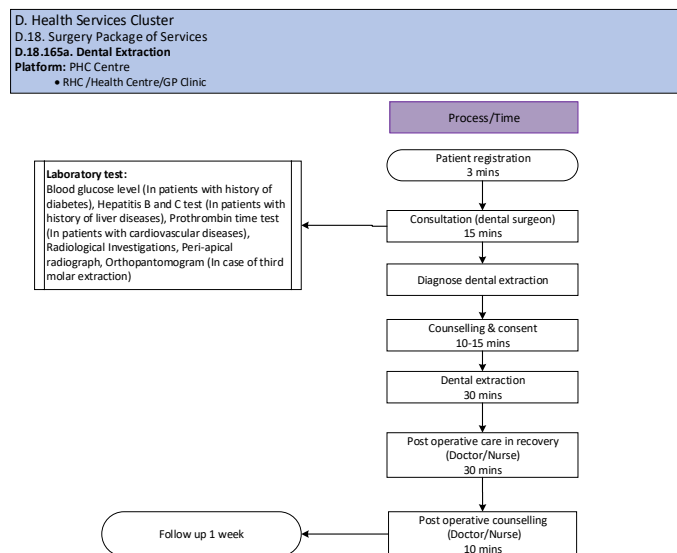 D. Health Services Cluster
D.18. Surgery Package of Services
D.18.165a. Dental Extraction
Platform: PHC Centre
• RHC /Health Centre/GP Clinic
Process/Time
Patient registration
3 mins
Laboratory test:
Blood glucose level (In patients with history of
diabetes), Hepatitis B and C test (In patients with
history of liver diseases), Prothrombin time test
(In patients with cardiovascular diseases),
Radiological Investigations, Peri-apical
radiograph, Orthopantomogram (In case of third
molar extraction)
Consultation (dental surgeon)
15 mins
Diagnose dental extraction
Counselling & consent
10-15 mins
Dental extraction
30 mins
Post operative care in recovery
(Doctor/Nurse)
30 mins
Post operative counselling
(Doctor/Nurse)
10 mins
Follow up 1 week